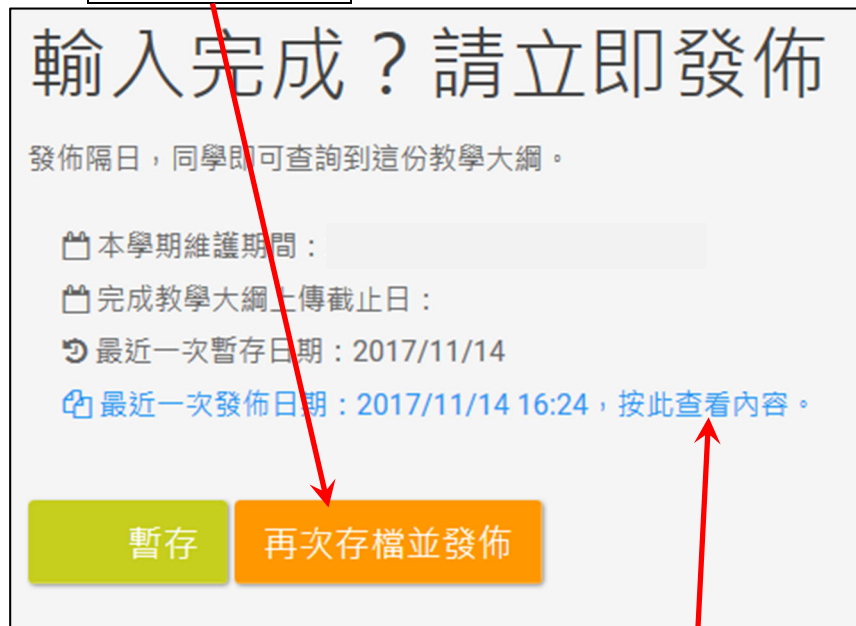 輸入完成？請立即發佈
發佈隔日，同學即可查詢到這份教學大綱。
本學期維護期間：
完成教學大綱上傳截止日：
最近一次暫存日期：2017/11/14
最近一次發佈日期：2017/11/14 16:24，按此查看內容。
暫存
再次存檔並發佈